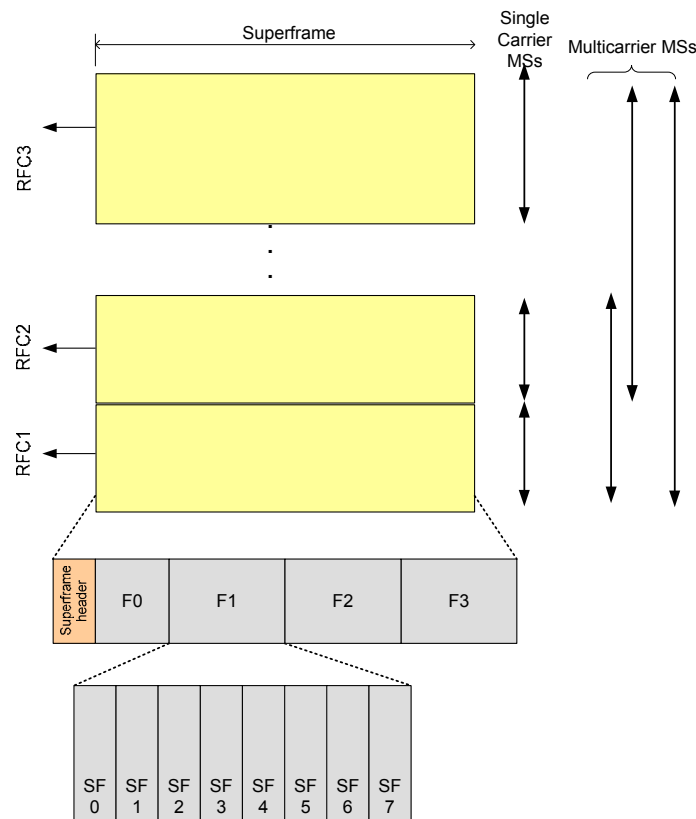 Superframe
Single
Carrier
MSs
Multicarrier MSs
RFC3
RFC2
RFC1
Superframe
header
F0
F1
F2
F3
SF
0
SF
1
SF
2
SF
3
SF
4
SF
5
SF
6
SF
7